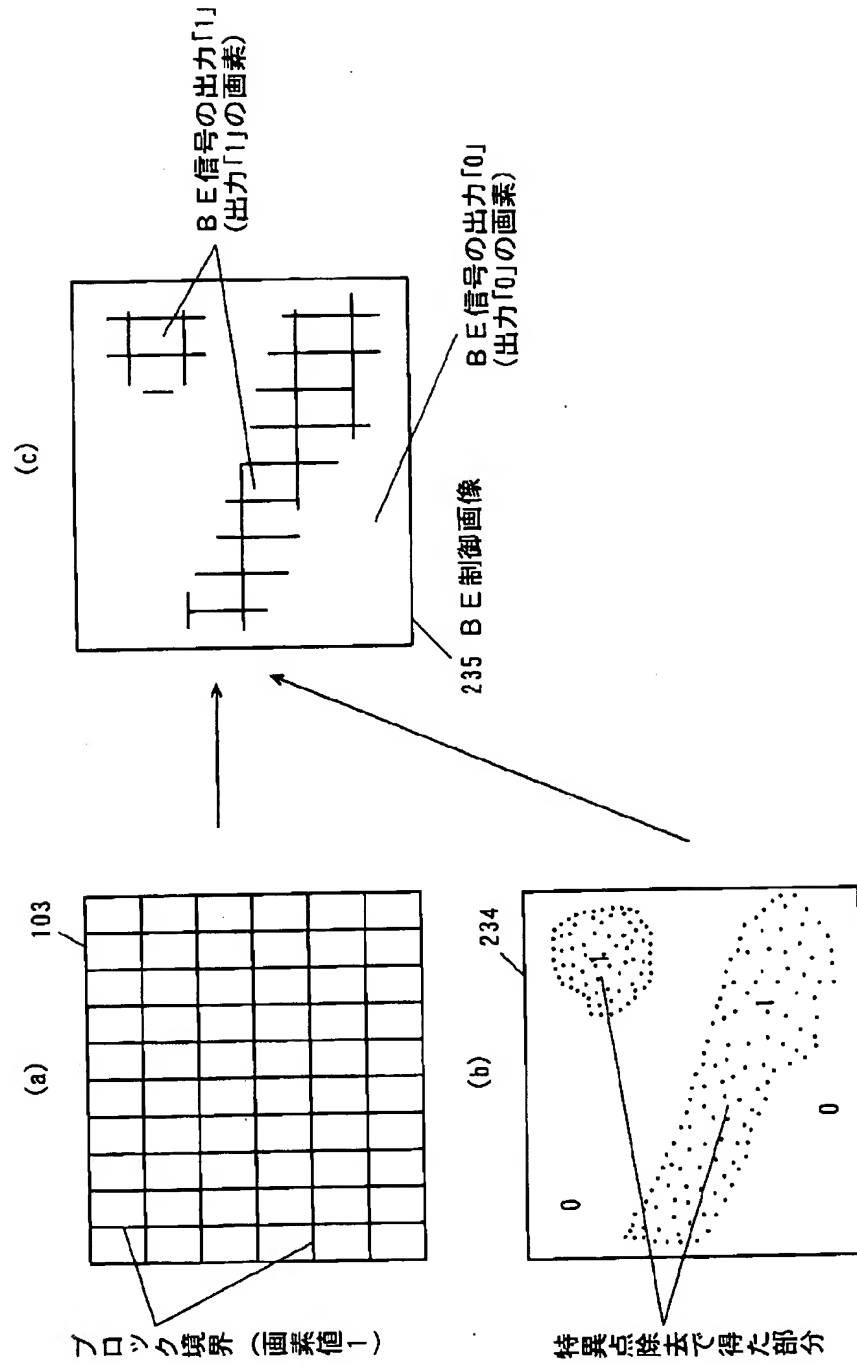 (a)
103
ブロック境界 (画素値1)
(b)
234
0
1
1
0
特異点除去で得た部分
(c)
BE信号の出力「1」
(出力「1」の画素)
BE信号の出力「0」
(出力「0」の画素)
235 BE制御画像